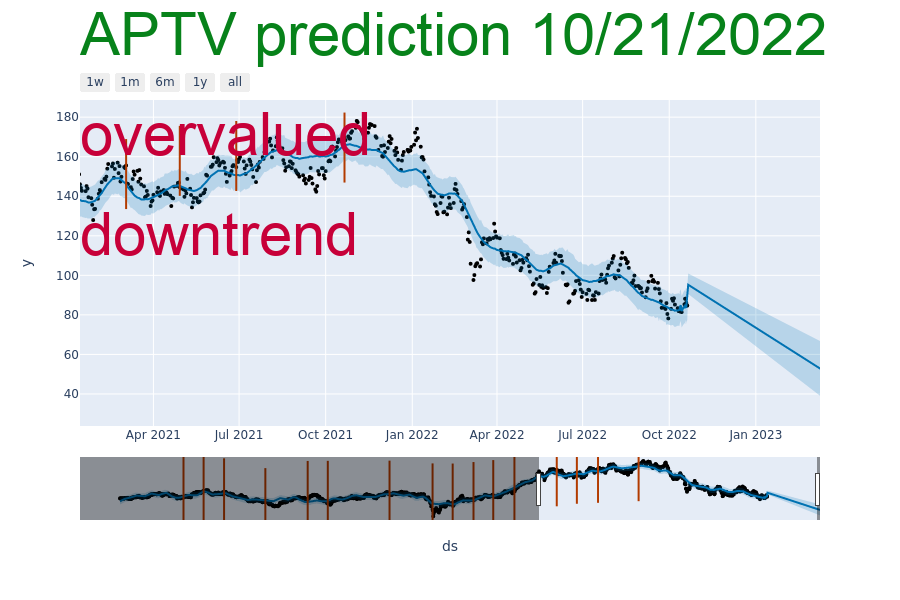 APTV prediction 10/21/2022
1w 1m 6m 1y all
180
overvalued
160
140
downtrend
120
100
80
60
40
y
Apr 2021 Jul 2021 Oct 2021 Jan 2022 Apr 2022 Jul 2022 Oct 2022 Jan 2023
ds